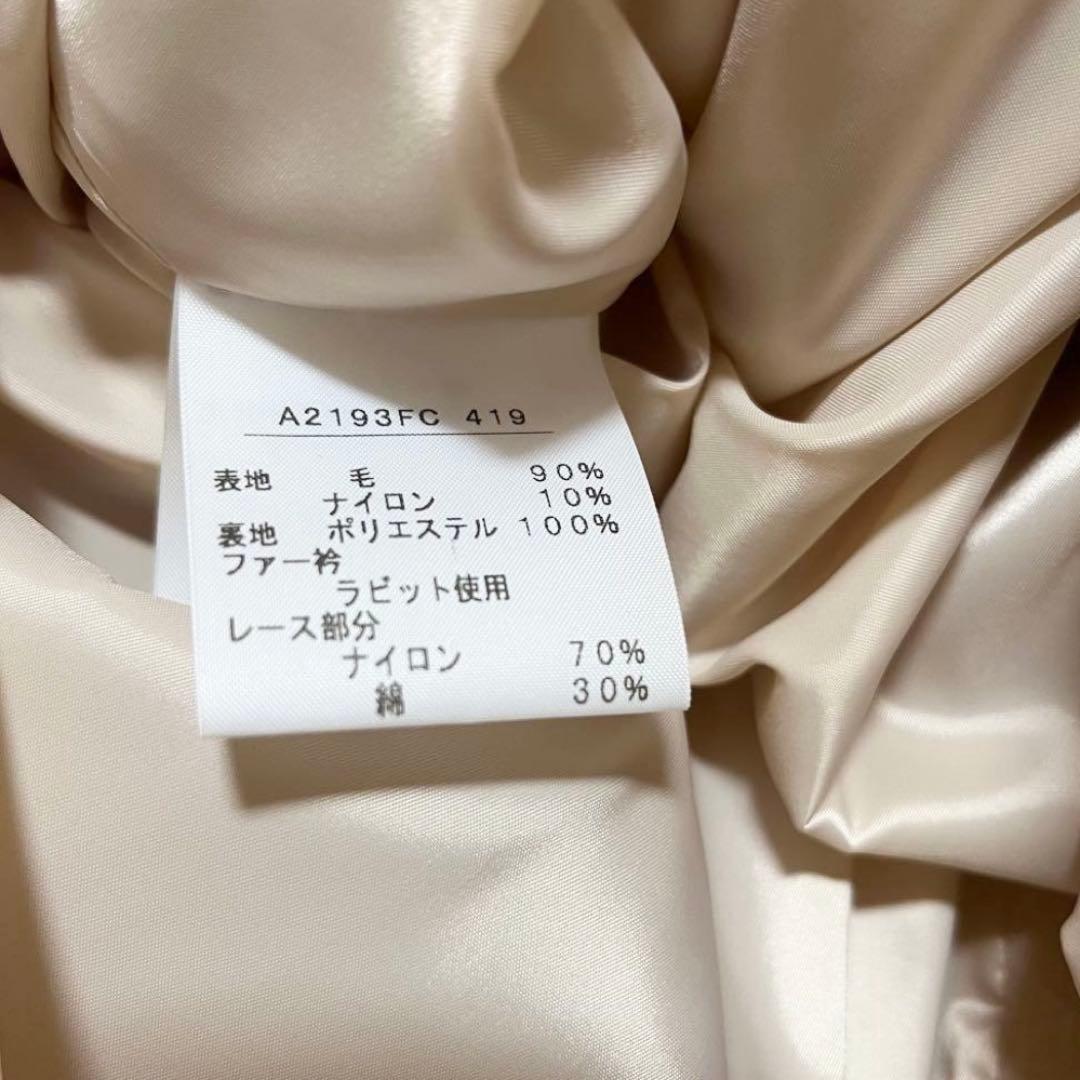 A2193FC 419
表地 毛 90%
ナイロン 10%
裏地 ポリエステル 100%
ファー衿
ラビット使用
レース部分
ナイロン 70%
綿 30%